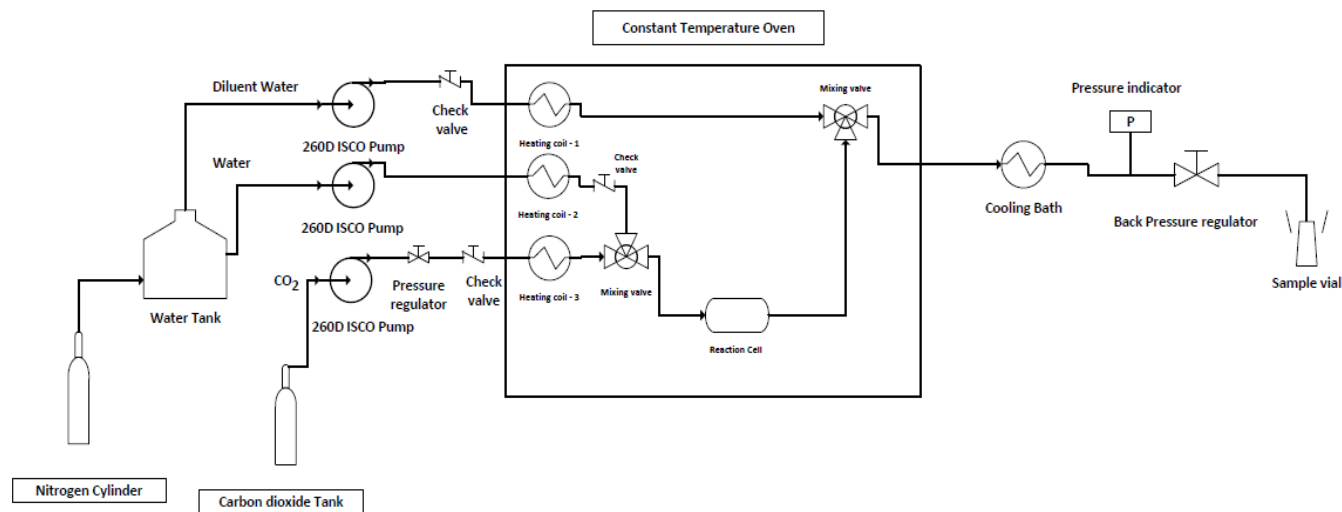 Constant Temperature Oven
Diluent Water
Check
valve
260D ISCO Pump
Heating coil - 1
Mixing valve
Pressure indicator
P
Water
260D ISCO Pump
Heating coil - 2
Check
valve
Cooling Bath
Back Pressure regulator
Sample vial
Water Tank
CO2
260D ISCO Pump
Pressure
regulator
Check
valve
Heating coil - 3
Mixing valve
Reaction Cell
Nitrogen Cylinder
Carbon dioxide Tank